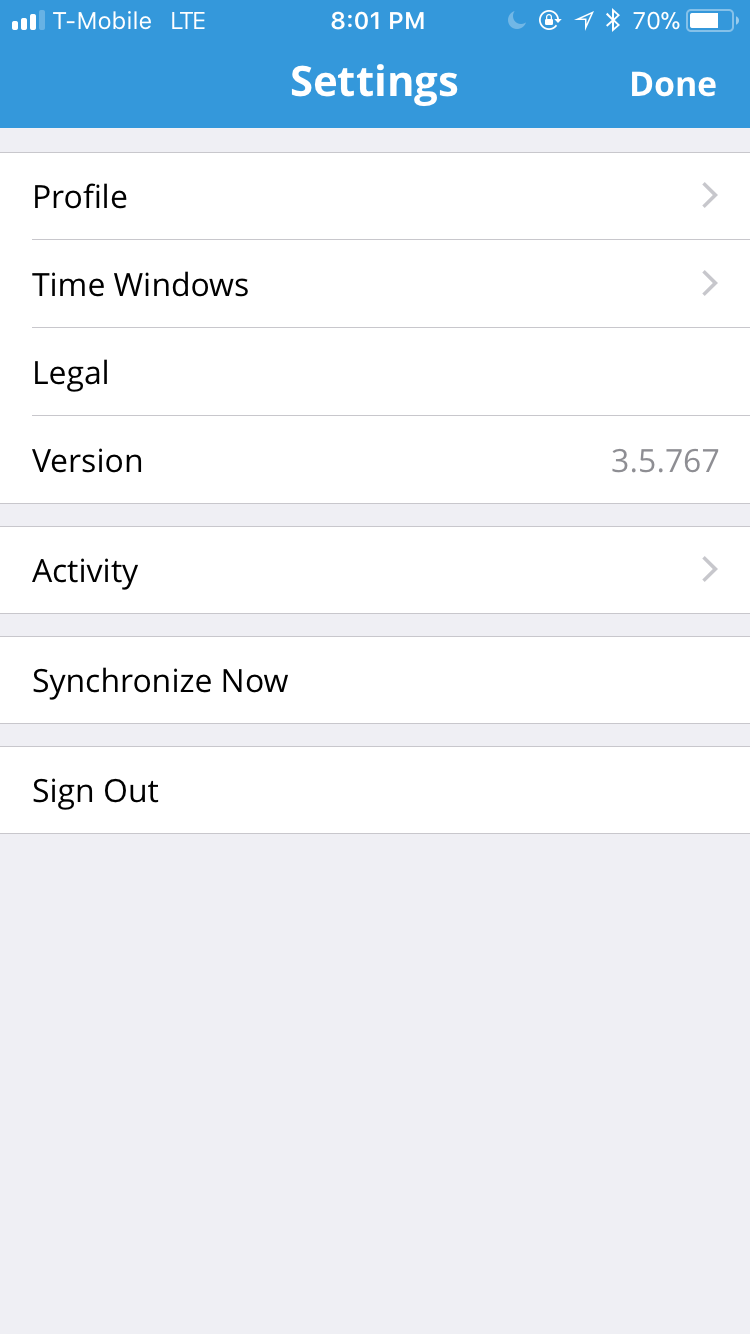 T-Mobile LTE 8:01 PM 70%
Settings Done
Profile
Time Windows
Legal
Version 3.5.767
Activity
Synchronize Now
Sign Out